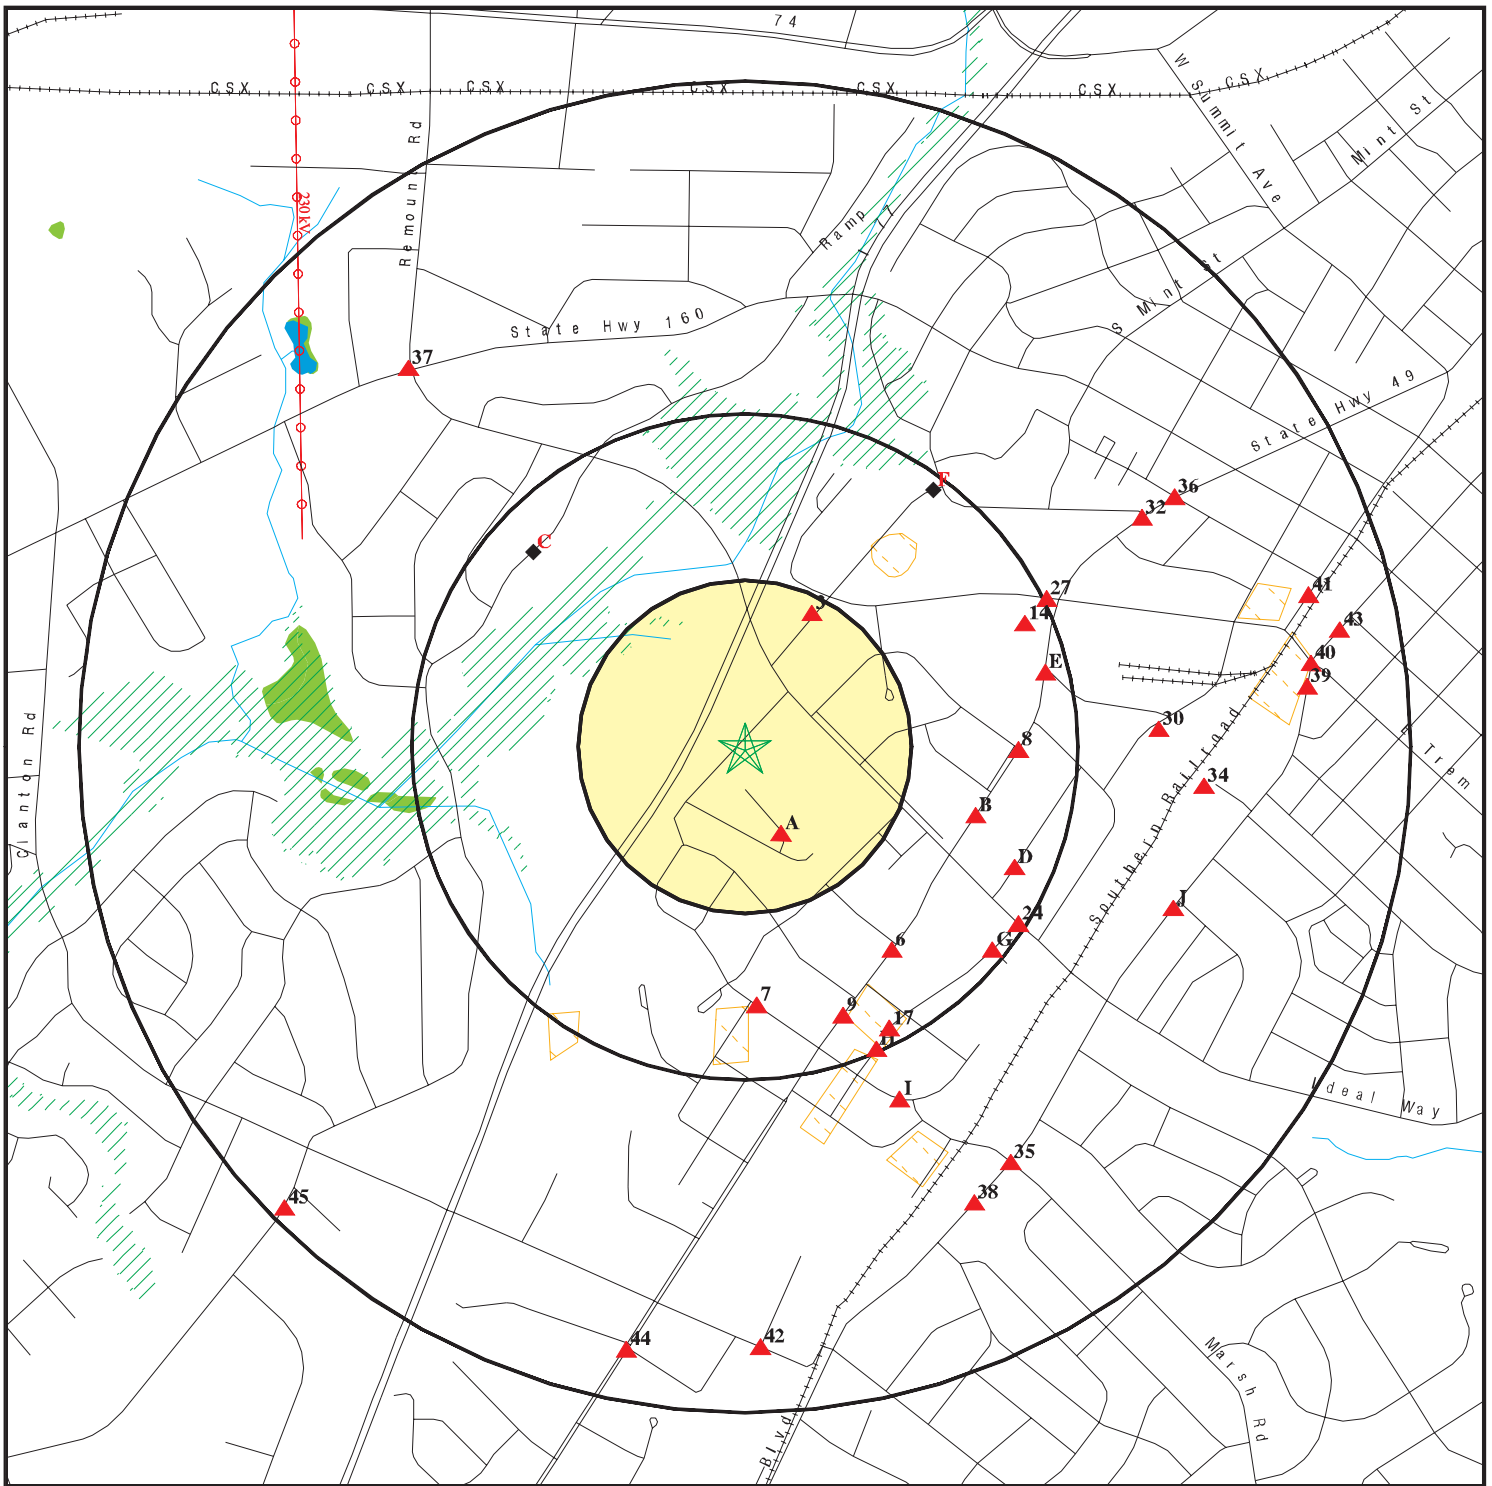 74
CSX
CSX
CSX
CSX
CSX
CSX
CSX
W Summit Ave
Mint St
Remount Rd
230 kV
Ramp
I 77
S Mint St
State Hwy 160
State Hwy 49
37
F
36
32
C
41
27
3
14
43
40
E
39
Clanton Rd
Southern Railroad
30
8
E Trem
34
B
A
D
J
24
6
G
7
9
17
H
I
Ideal Way
35
45
38
44
42
Marsh Rd
Blvd